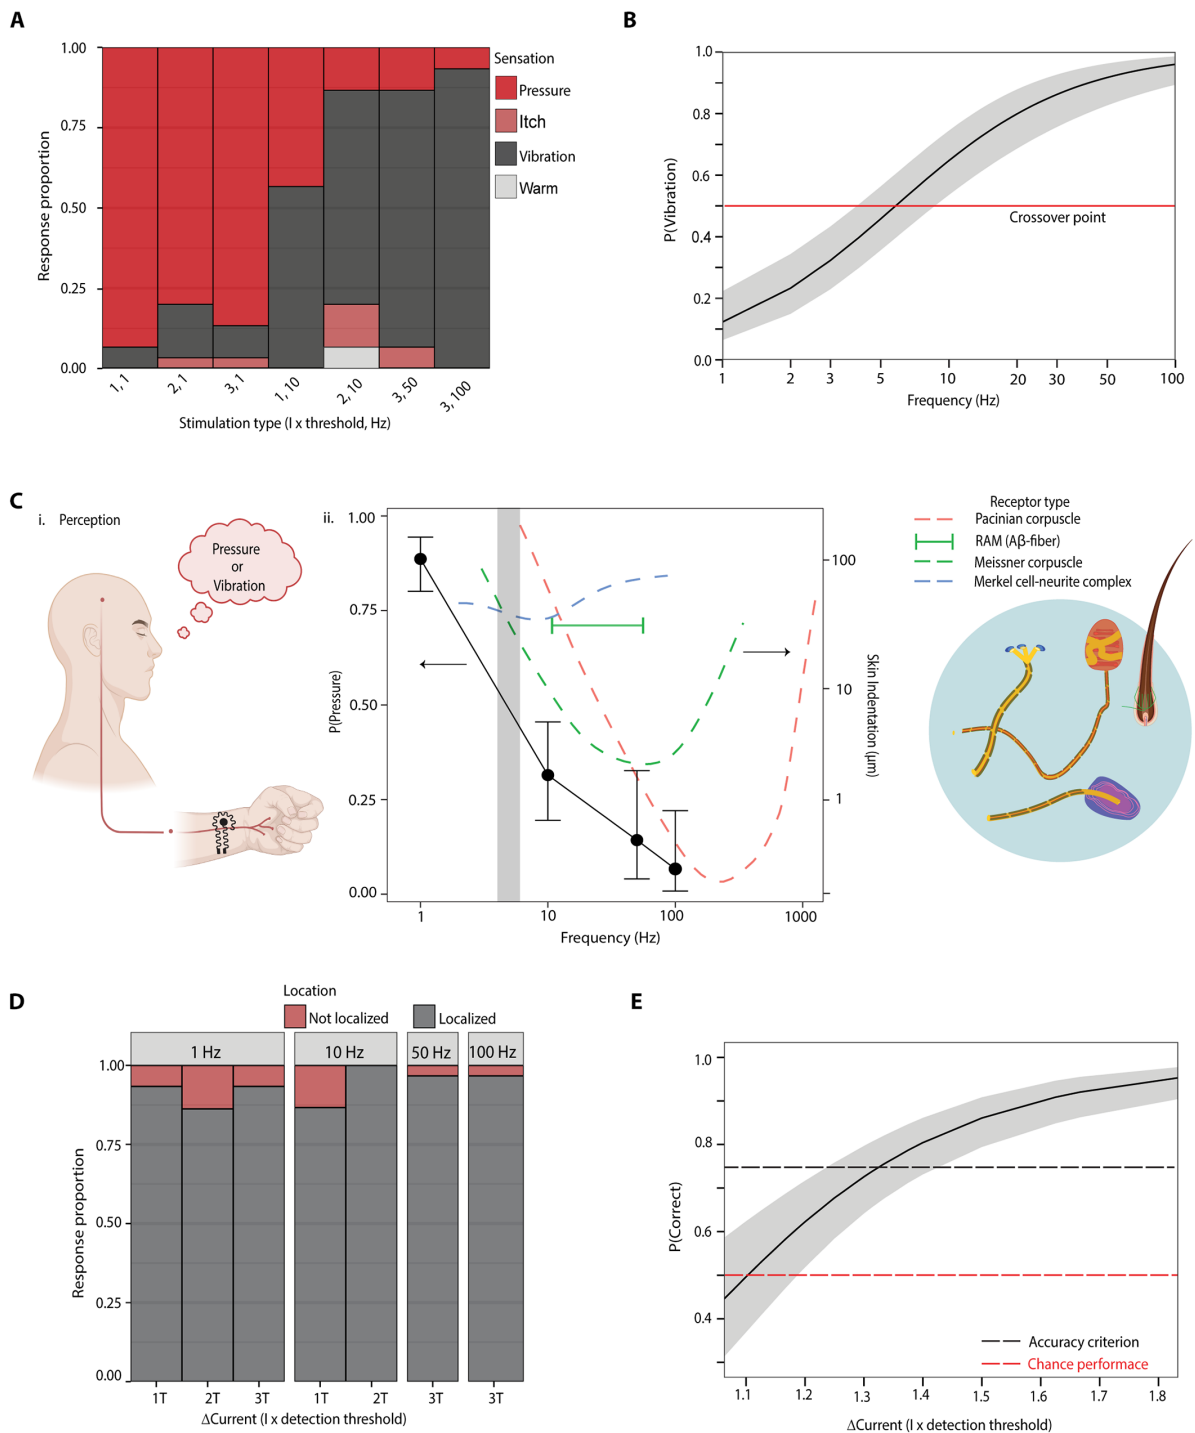 A
1.00
0.75
0.50
0.25
0.00
Response proportion
1, 1
2, 1
3, 1
1, 10
2, 10
3, 50
3, 100
Stimulation type (I x threshold, Hz)
Sensation
Pressure
Itch
Vibration
Warm
B
1.0
0.8
0.6
0.4
0.2
0.0
P(Vibration)
Crossover point
1
2
3
5
10
20
30
50
100
Frequency (Hz)
C
i. Perception
Pressure
or
Vibration
ii.
1.00
0.75
0.50
0.25
0.00
P(Pressure)
100
10
1
Skin Indentation (μm)
1
10
100
1000
Frequency (Hz)
Receptor type
Pacinian corpuscle
RAM (Aβ-fiber)
Meissner corpuscle
Merkel cell-neurite complex
D
Location
Not localized
Localized
1 Hz
10 Hz
50 Hz
100 Hz
1.00
0.75
0.50
0.25
0.00
Response proportion
1T
2T
3T
1T
2T
3T
3T
ΔCurrent (I x detection threshold)
E
1.0
0.8
0.6
0.4
P(Correct)
Accuracy criterion
Chance performace
1.1
1.2
1.3
1.4
1.5
1.6
1.7
1.8
ΔCurrent (I x detection threshold)